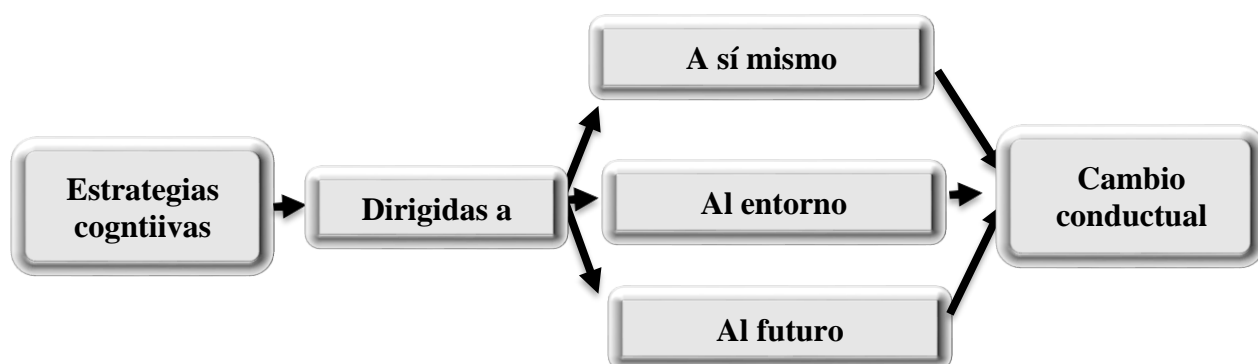 Estrategias
cogntiivas
Dirigidas a
A sí mismo
Al entorno
Al futuro
Cambio
conductual